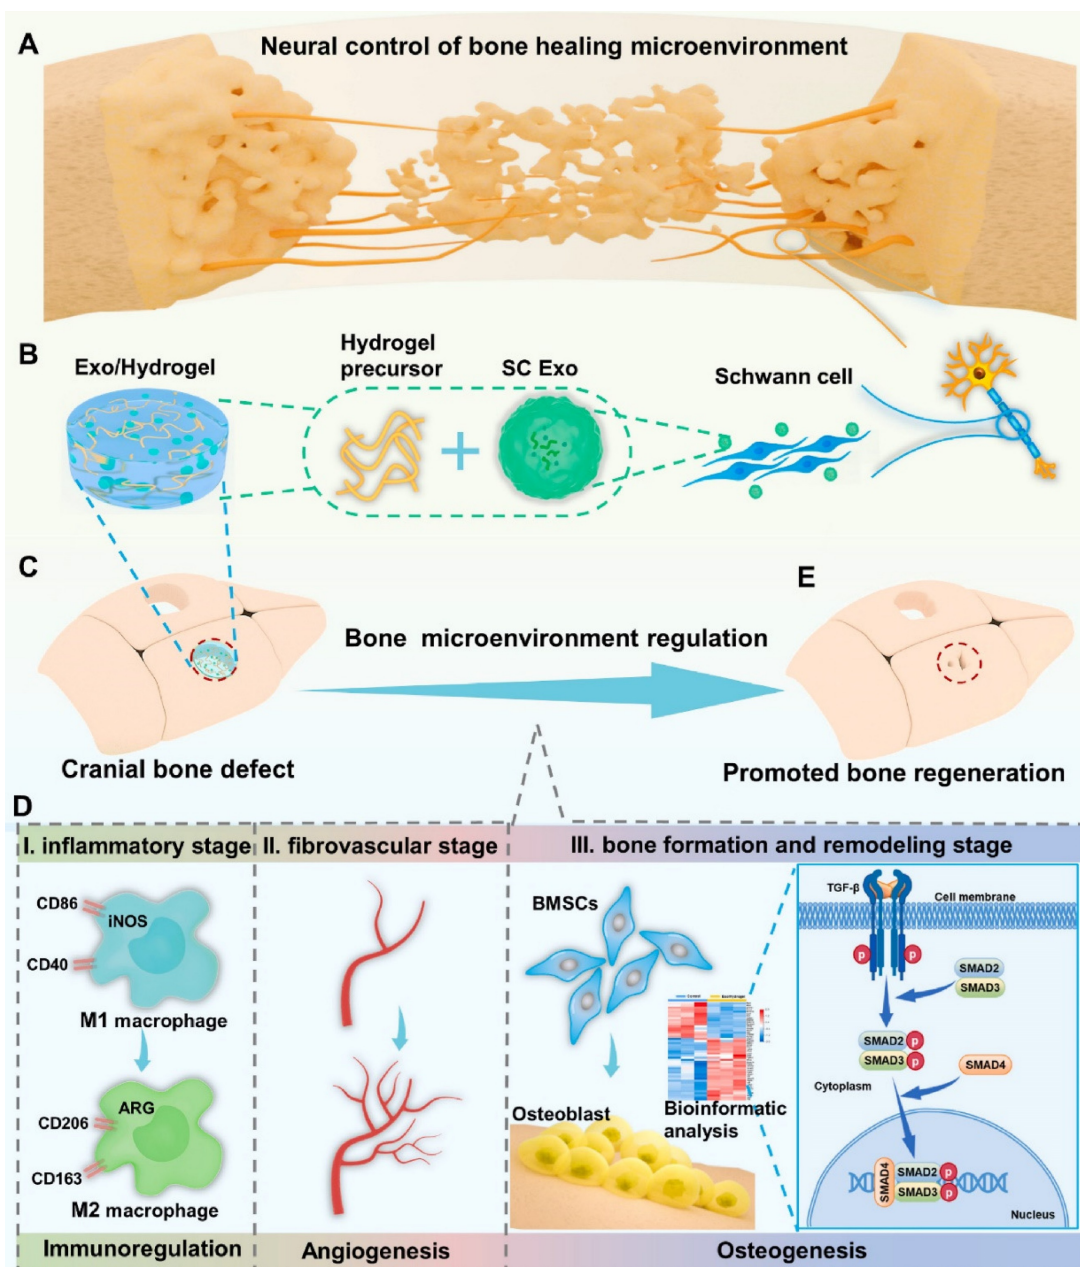 A
Neural control of bone healing microenvironment
B
Exo/Hydrogel
Hydrogel
precursor
SC Exo
Schwann cell
C
E
Bone microenvironment regulation
Cranial bone defect
Promoted bone regeneration
D
I. inflammatory stage
II. fibrovascular stage
III. bone formation and remodeling stage
CD86
iNOS
CD40
M1 macrophage
ARG
CD206
CD163
M2 macrophage
BMSCs
Control
Osteoblast
Bioinformatic
analysis
TGF-β
Cell membrane
p
p
SMAD2
SMAD3
SMAD2
p
SMAD3
p
SMAD4
Cytoplasm
SMAD4
SMAD2
p
SMAD3
p
Nucleus
Immunoregulation
Angiogenesis
Osteogenesis